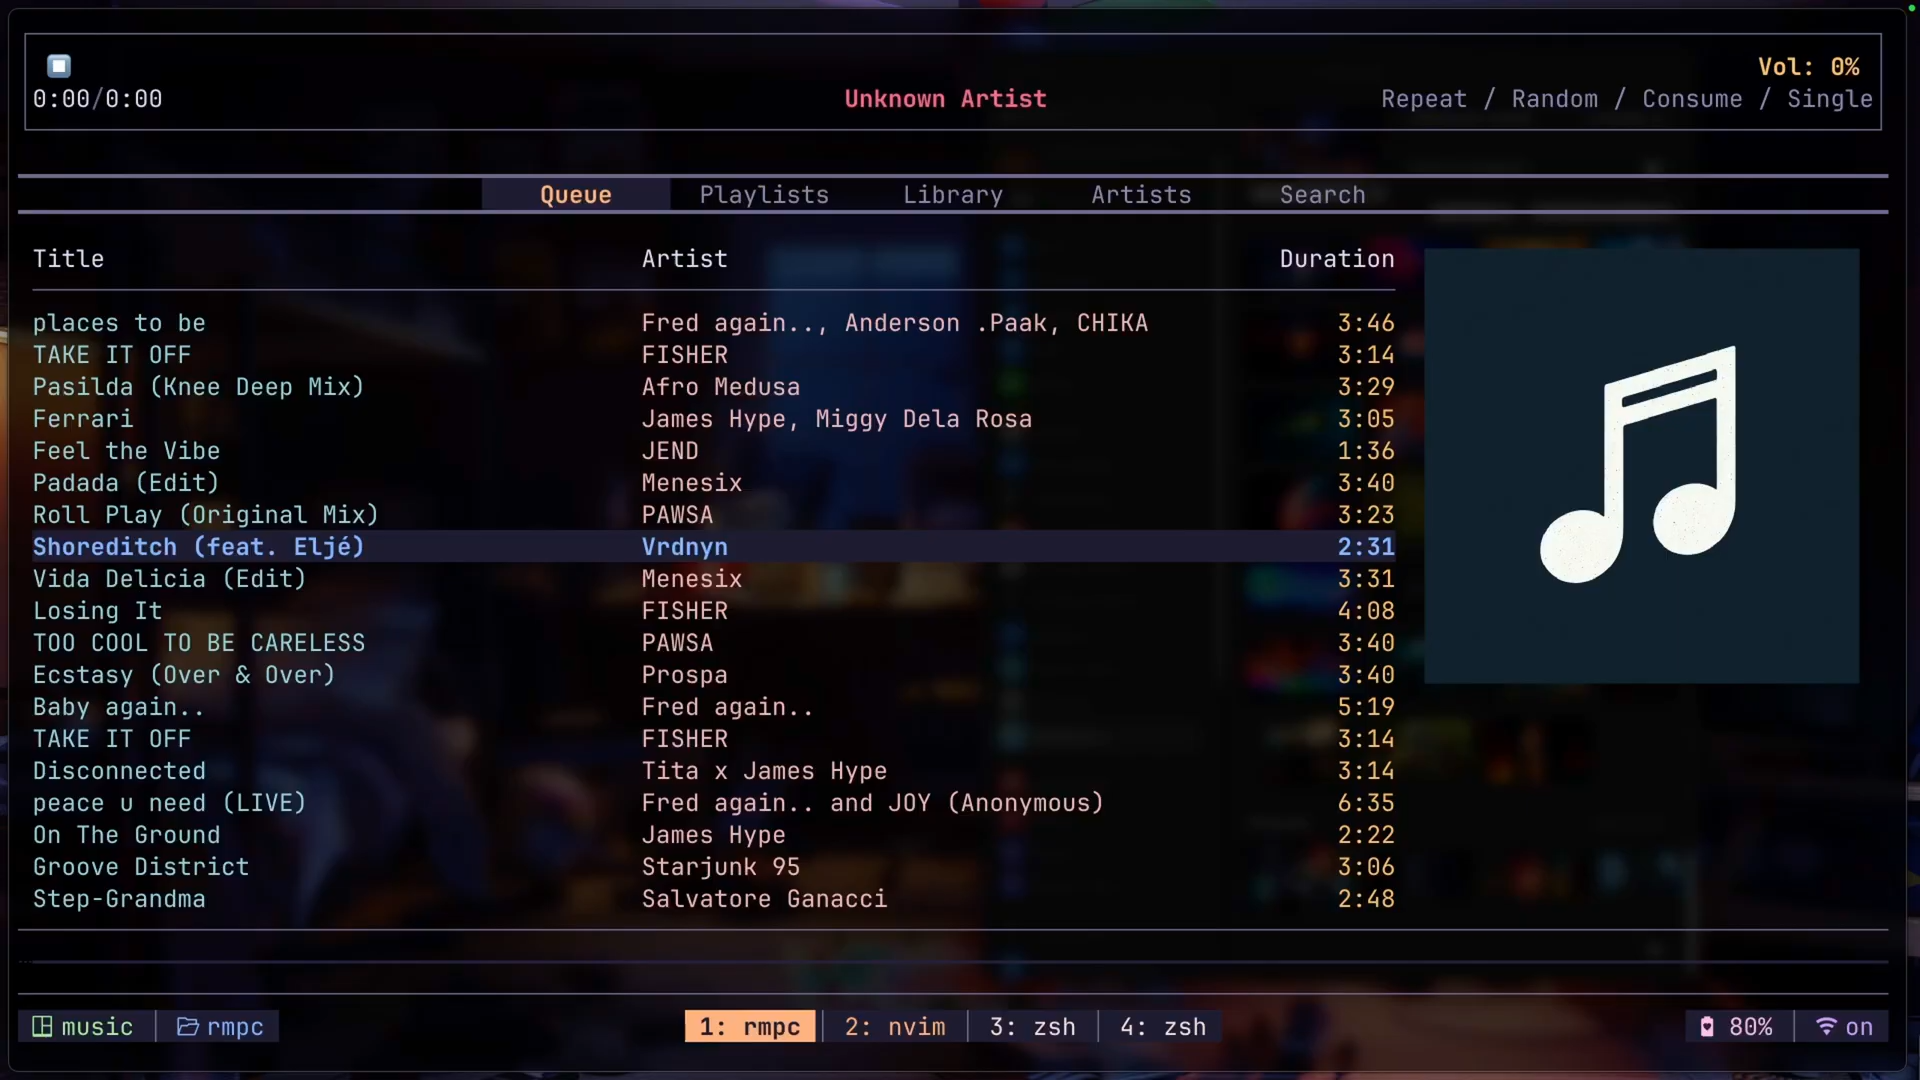 Vol: 0%
0:00/0:00 Unknown Artist Repeat / Random / Consume / Single
Queue Playlists Library Artists Search
Title Artist Duration
places to be Fred again.., Anderson .Paak, CHIKA 3:46
TAKE IT OFF FISHER 3:14
Pasilda (Knee Deep Mix) Afro Medusa 3:29
Ferrari James Hype, Miggy Dela Rosa 3:05
Feel the Vibe JEND 1:36
Padada (Edit) Menesix 3:40
Roll Play (Original Mix) PAWSA 3:23
Shoreditch (feat. Eljé) Vrdnyn 2:31
Vida Delicia (Edit) Menesix 3:31
Losing It FISHER 4:08
TOO COOL TO BE CARELESS PAWSA 3:40
Ecstasy (Over & Over) Prospa 3:40
Baby again.. Fred again.. 5:19
TAKE IT OFF FISHER 3:14
Disconnected Tita x James Hype 3:14
peace u need (LIVE) Fred again.. and JOY (Anonymous) 6:35
On The Ground James Hype 2:22
Groove District Starjunk 95 3:06
Step-Grandma Salvatore Ganacci 2:48
music rmpc 1: rmpc 2: nvim 3: zsh 4: zsh 80% on